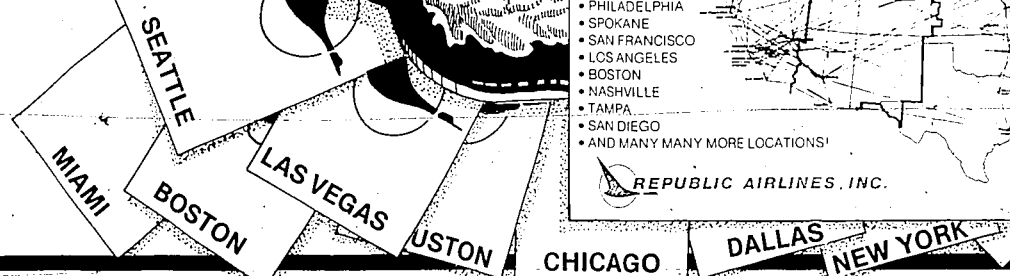 • PHILADELPHIA
• SPOKANE
• SAN FRANCISCO
• LOS ANGELES
• BOSTON
• NASHVILLE
• TAMPA
• SAN DIEGO
• AND MANY MANY MORE LOCATIONS!
REPUBLIC AIRLINES, INC.
SEATTLE
MIAMI
BOSTON
LAS VEGAS
USTON
CHICAGO
DALLAS
NEW YORK